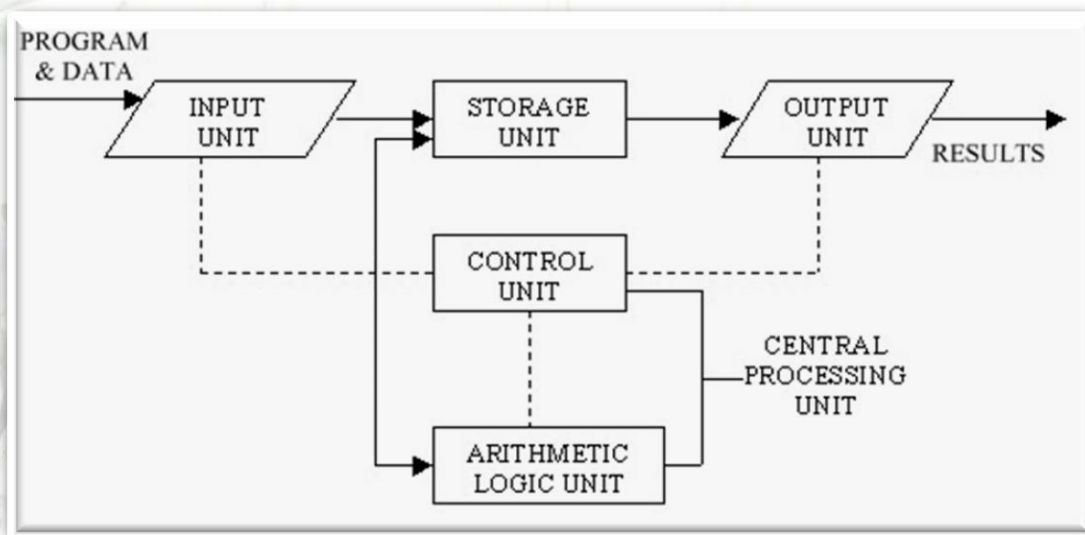 PROGRAM
& DATA
INPUT
UNIT
STORAGE
UNIT
OUTPUT
UNIT
RESULTS
CONTROL
UNIT
CENTRAL
PROCESSING
UNIT
ARITHMETIC
LOGIC UNIT